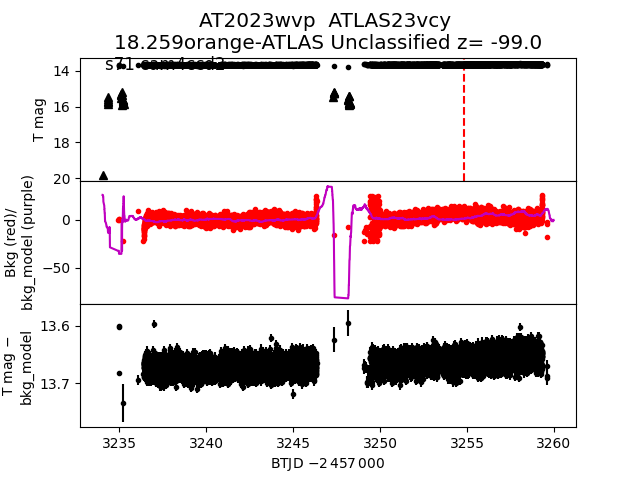 AT2023wvp  ATLAS23vcy
18.259orange-ATLAS Unclassified z= -99.0
s71 cam4ccd2
T mag
14
16
18
20
Bkg (red)/
bkg_model (purple)
0
−50
T mag −
bkg_model
13.6
13.7
3235
3240
3245
3250
3255
3260
BTJD −2 457 000